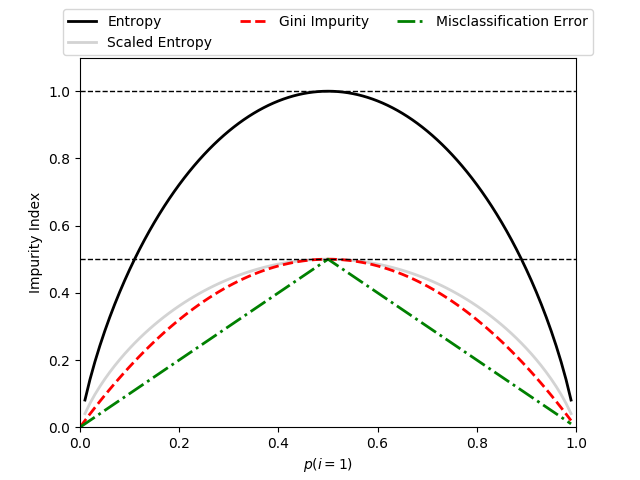 Entropy Gini Impurity Misclassification Error
Scaled Entropy
1.0
0.8
0.6
0.4
0.2
0.0
Impurity Index
0.0 0.2 0.4 0.6 0.8 1.0
p(i = 1)